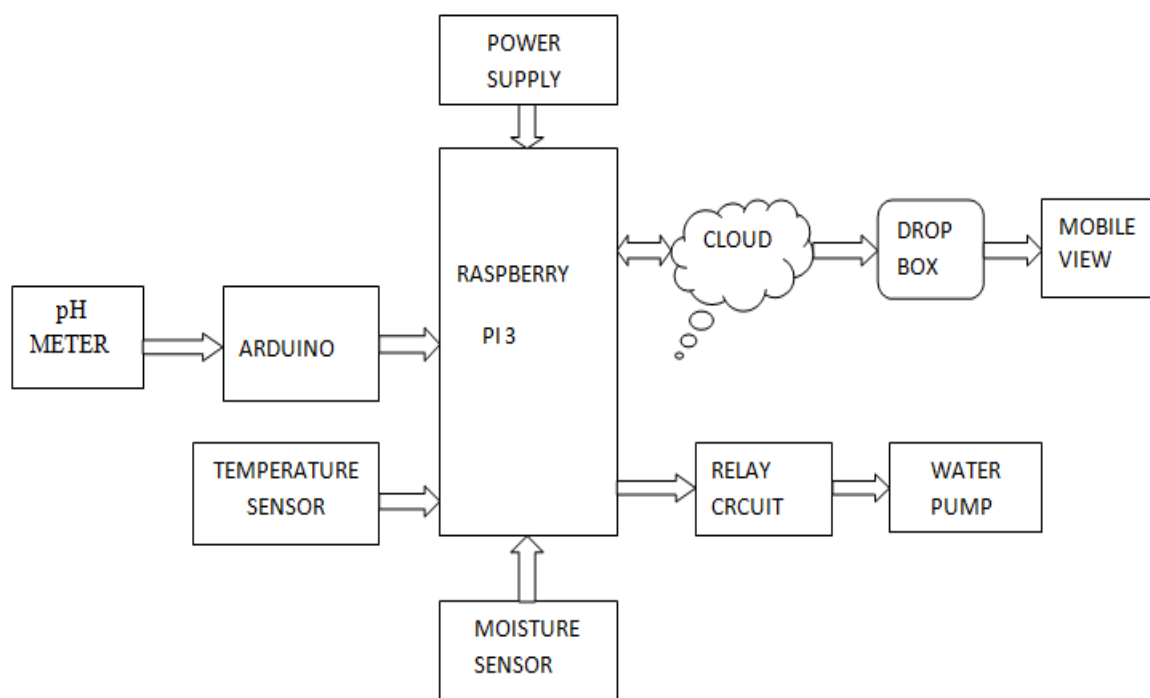 POWER
SUPPLY
RASPBERRY
PI 3
CLOUD
DROP
BOX
MOBILE
VIEW
pH
METER
ARDUINO
TEMPERATURE
SENSOR
RELAY
CRCUIT
WATER
PUMP
MOISTURE
SENSOR